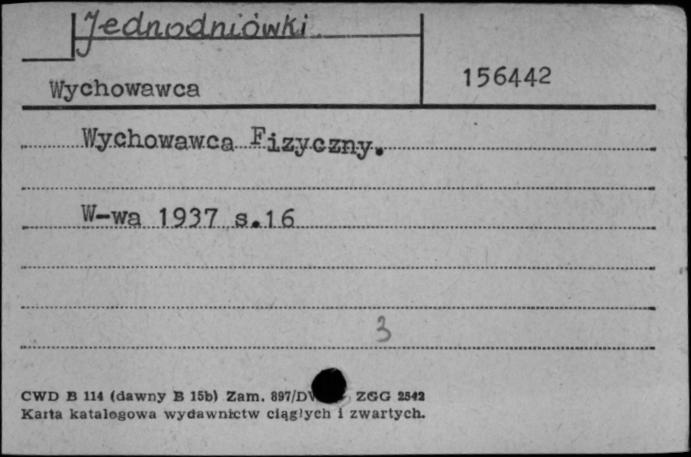 Jednodniówki
Wychowawca
156442
Wychowawca Fizyczny.
W-wa 1937 s.16
3
CWD B 114 (dawny B 15b) Zam. 897/ ZGG 2542
Karta katalogowa wydawnictw ciągłych i zwartych.